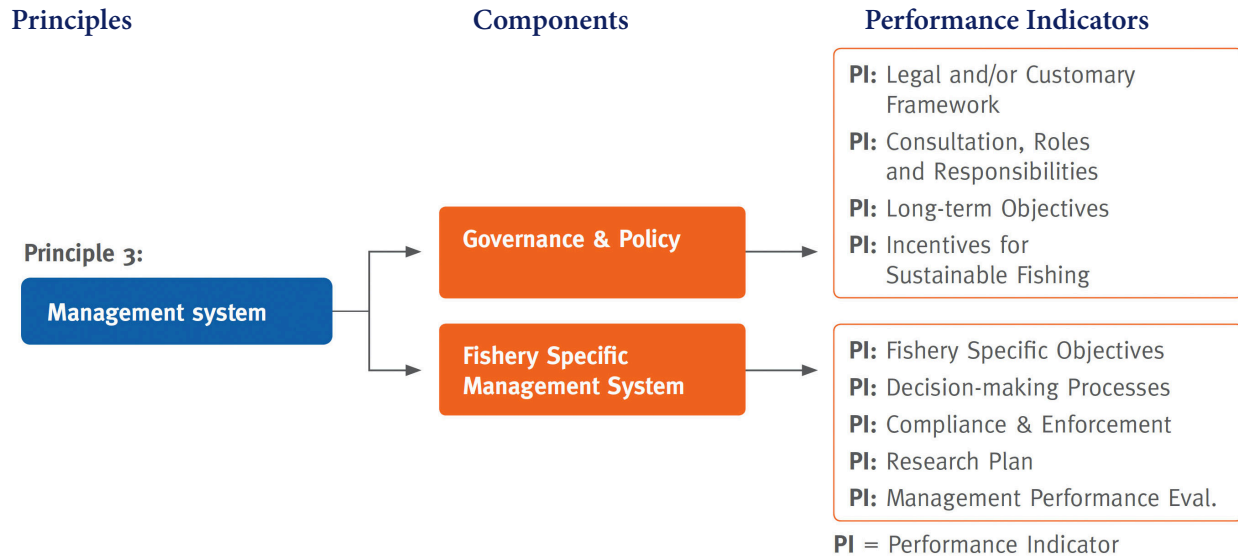 Principles
Components
Performance Indicators
Principle 3:
Management system
Governance & Policy
Fishery Specific
Management System
PI: Legal and/or Customary
Framework
PI: Consultation, Roles
and Responsibilities
PI: Long-term Objectives
PI: Incentives for
Sustainable Fishing
PI: Fishery Specific Objectives
PI: Decision-making Processes
PI: Compliance & Enforcement
PI: Research Plan
PI: Management Performance Eval.
PI = Performance Indicator